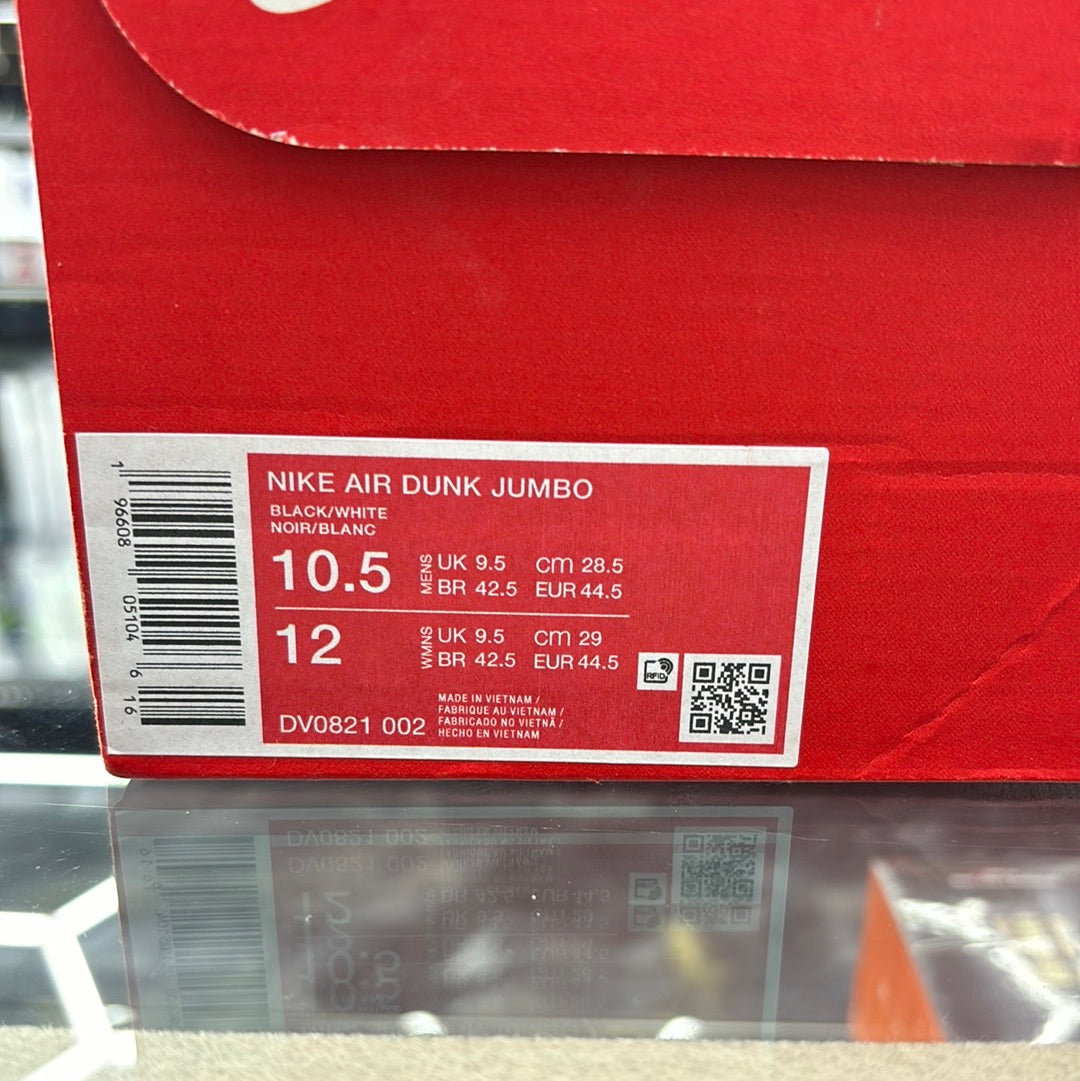 NIKE AIR DUNK JUMBO
BLACK/WHITE
NOIR/BLANC
10.5
MENS
UK 9.5 cm 28.5
BR 42.5 EUR 44.5
12
WMNS
UK 9.5 cm 29
BR 42.5 EUR 44.5
RFID
MADE IN VIETNAM /
FABRIQUE AU VIETNAM /
FABRICADO NO VIETNÃ /
HECHO EN VIETNAM
DV0821 002
1 96608 05104 6 16